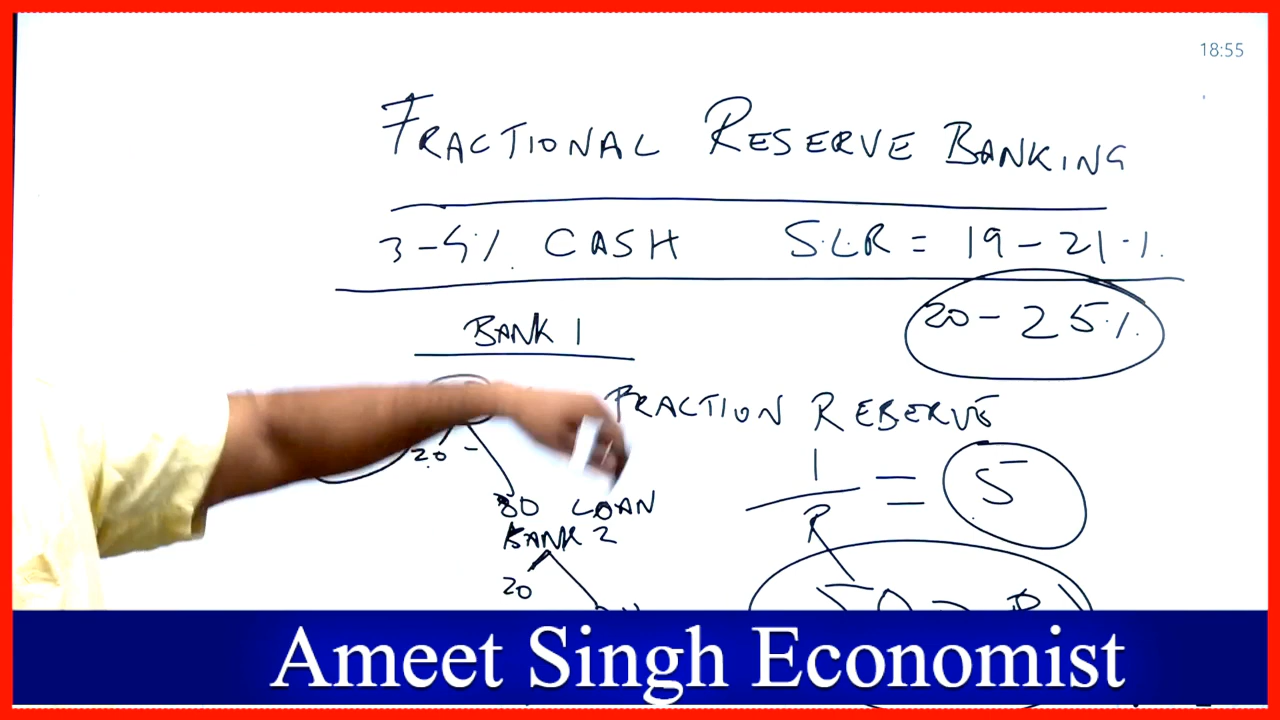 18:55
FRACTIONAL RESERVE BANKING
3-5% CASH SLR = 19-21%
20-25%
BANK 1
FRACTION RESERVE
20 -
1/R = 5
80 LOAN
BANK 2
20
Ameet Singh Economist